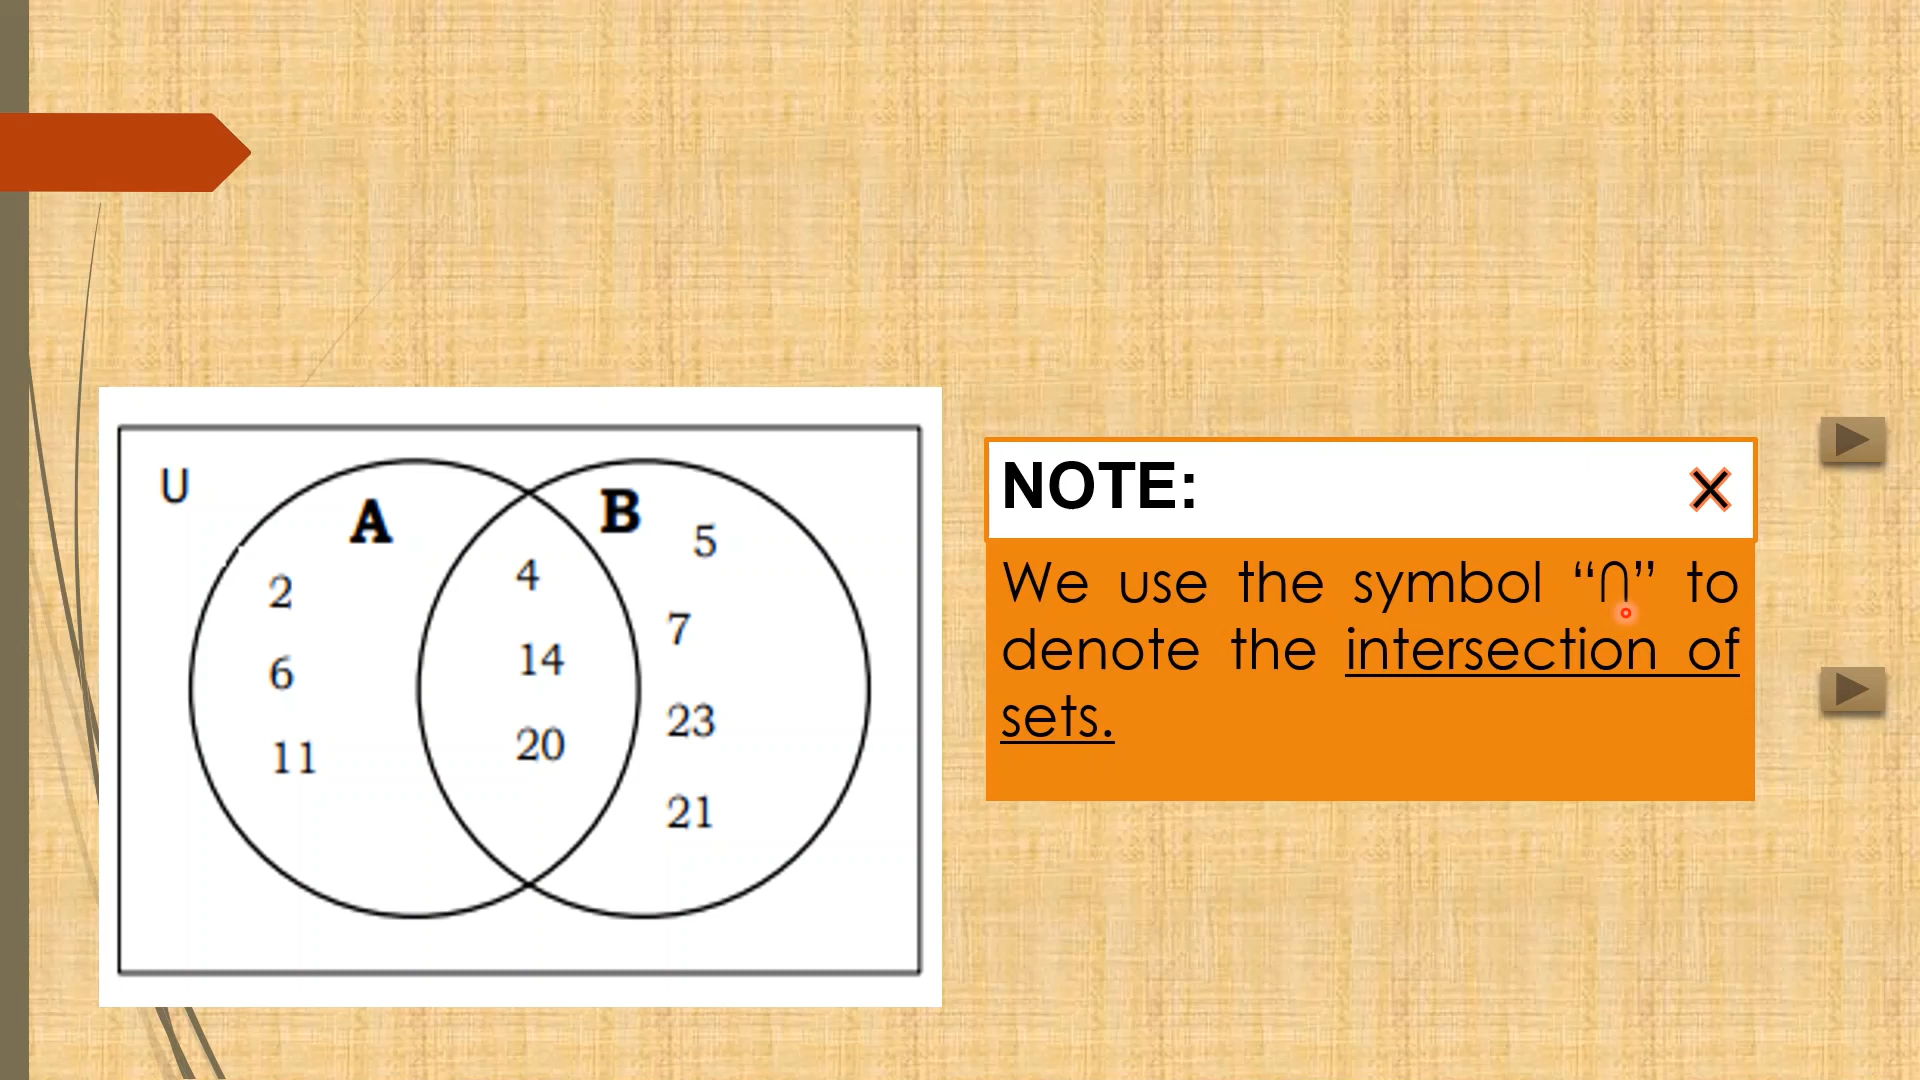 U
A
B
5
4
2
7
14
6
23
20
11
21
NOTE:
We use the symbol “∩” to
denote the intersection of
sets.